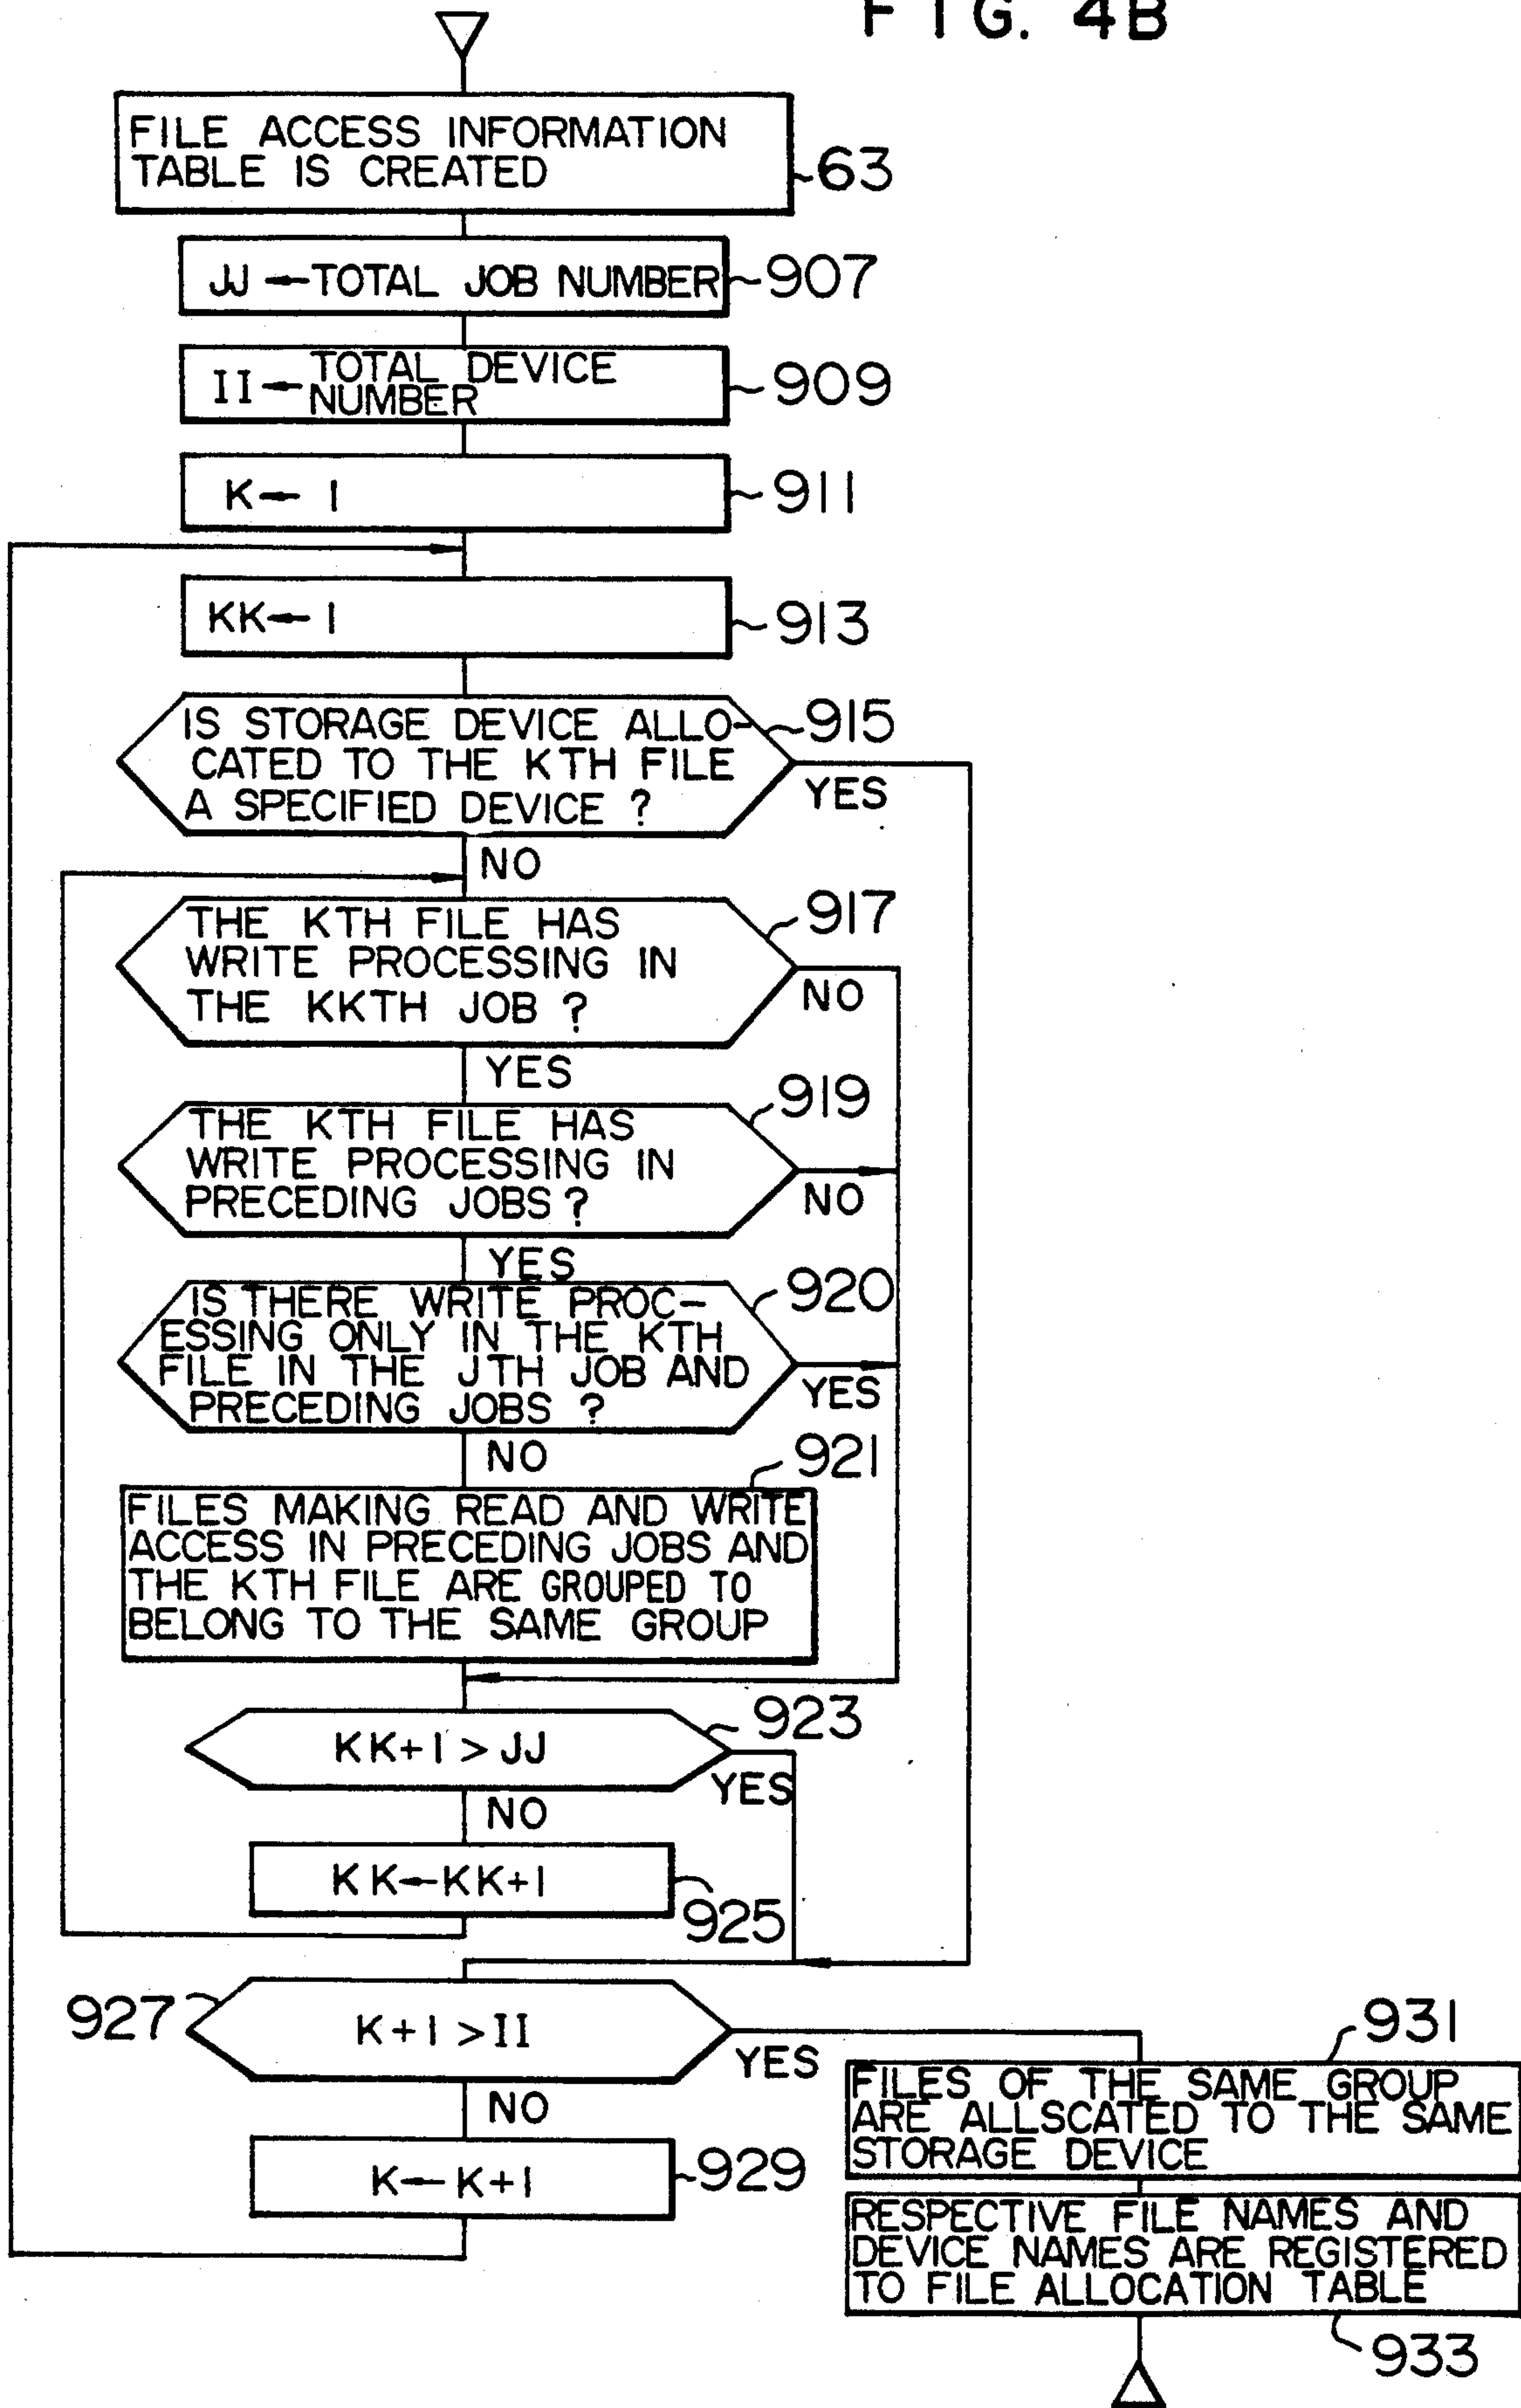 FIG. 4B
FILE ACCESS INFORMATION
TABLE IS CREATED
63
JJ ← TOTAL JOB NUMBER
907
II ← TOTAL DEVICE
NUMBER
909
K ← 1
911
KK ← 1
913
IS STORAGE DEVICE ALLO-
CATED TO THE KTH FILE
A SPECIFIED DEVICE ?
915
YES
NO
THE KTH FILE HAS
WRITE PROCESSING IN
THE KKTH JOB ?
917
NO
YES
THE KTH FILE HAS
WRITE PROCESSING IN
PRECEDING JOBS ?
919
NO
YES
IS THERE WRITE PROC-
ESSING ONLY IN THE KTH
FILE IN THE JTH JOB AND
PRECEDING JOBS ?
920
YES
NO
921
FILES MAKING READ AND WRITE
ACCESS IN PRECEDING JOBS AND
THE KTH FILE ARE GROUPED TO
BELONG TO THE SAME GROUP
KK+1 > JJ
923
YES
NO
KK ← KK+1
925
927
K+1 > II
YES
NO
K ← K+1
929
931
FILES OF THE SAME GROUP
ARE ALLSCATED TO THE SAME
STORAGE DEVICE
RESPECTIVE FILE NAMES AND
DEVICE NAMES ARE REGISTERED
TO FILE ALLOCATION TABLE
933